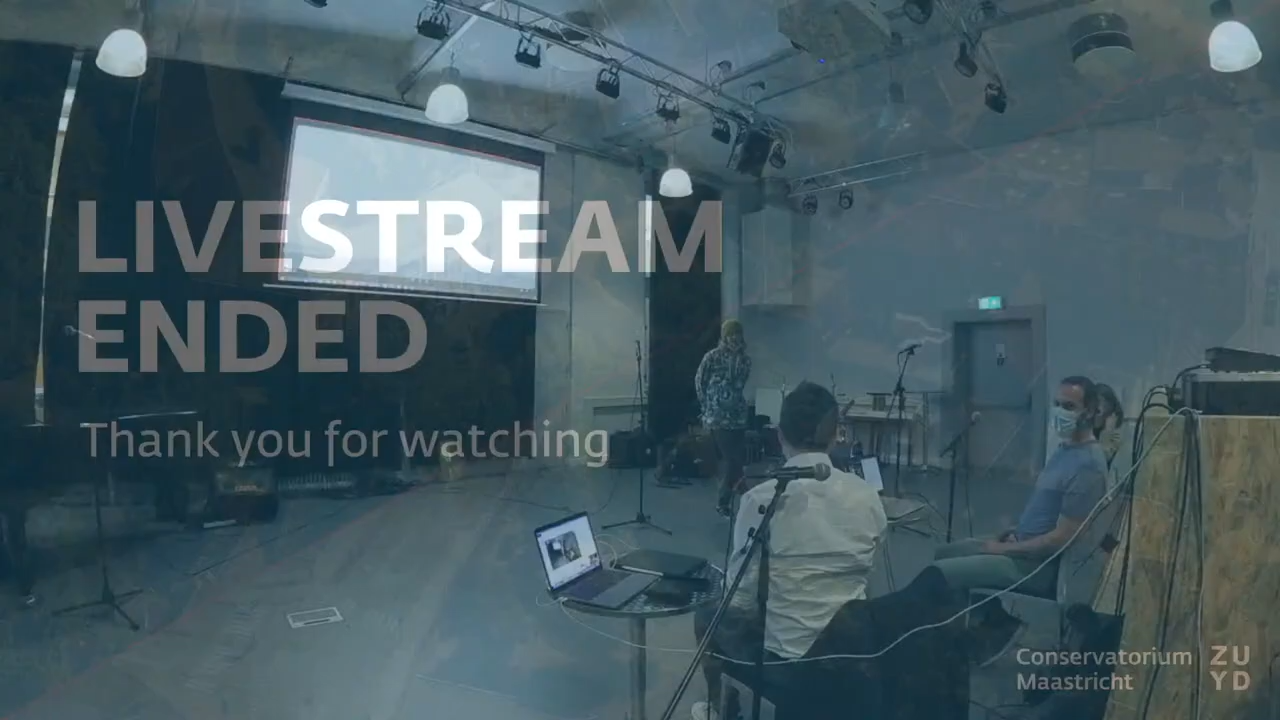 LIVESTREAM
ENDED
Thank you for watching
Conservatorium
Maastricht
ZU
YD